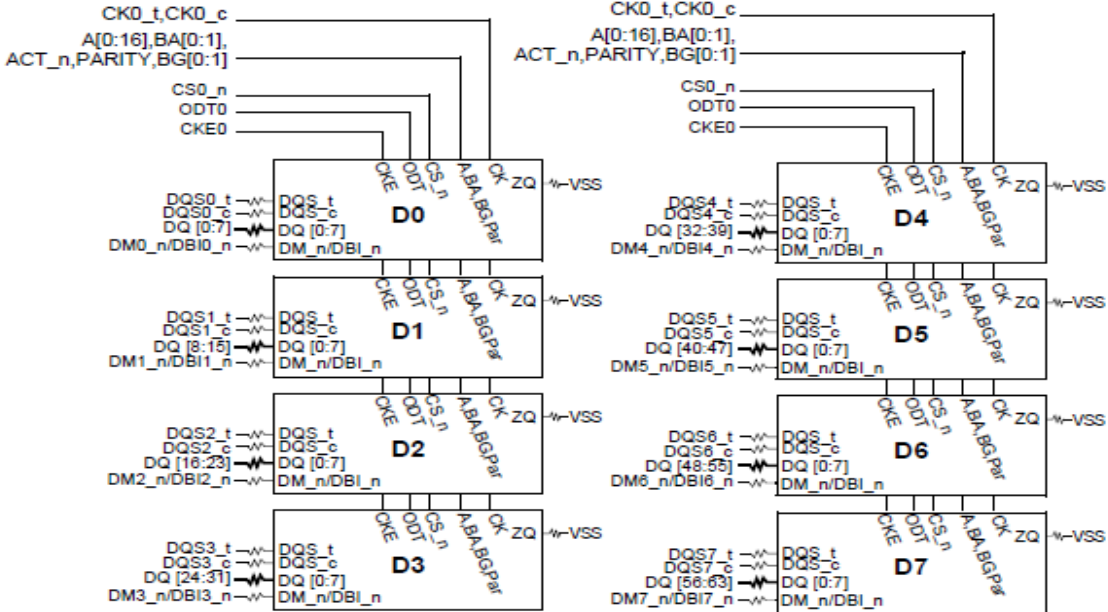 CK0_t,CK0_c
A[0:16],BA[0:1],
ACT_n,PARITY,BG[0:1]
CS0_n
ODT0
CKE0
CKE ODT CS_n A,BA,BG,Par CK ZQ VSS
DQS0_t DQS_t
DQS0_c DQS_c
D0
DQ [0:7] DQ [0:7]
DM0_n/DBI0_n DM_n/DBI_n
CKE ODT CS_n A,BA,BG,Par CK ZQ VSS
DQS1_t DQS_t
DQS1_c DQS_c
D1
DQ [8:15] DQ [0:7]
DM1_n/DBI1_n DM_n/DBI_n
CKE ODT CS_n A,BA,BG,Par CK ZQ VSS
DQS2_t DQS_t
DQS2_c DQS_c
D2
DQ [16:23] DQ [0:7]
DM2_n/DBI2_n DM_n/DBI_n
CKE ODT CS_n A,BA,BG,Par CK ZQ VSS
DQS3_t DQS_t
DQS3_c DQS_c
D3
DQ [24:31] DQ [0:7]
DM3_n/DBI3_n DM_n/DBI_n
CK0_t,CK0_c
A[0:16],BA[0:1],
ACT_n,PARITY,BG[0:1]
CS0_n
ODT0
CKE0
CKE ODT CS_n A,BA,BG,Par CK ZQ VSS
DQS4_t DQS_t
DQS4_c DQS_c
D4
DQ [32:39] DQ [0:7]
DM4_n/DBI4_n DM_n/DBI_n
CKE ODT CS_n A,BA,BG,Par CK ZQ VSS
DQS5_t DQS_t
DQS5_c DQS_c
D5
DQ [40:47] DQ [0:7]
DM5_n/DBI5_n DM_n/DBI_n
CKE ODT CS_n A,BA,BG,Par CK ZQ VSS
DQS6_t DQS_t
DQS6_c DQS_c
D6
DQ [48:55] DQ [0:7]
DM6_n/DBI6_n DM_n/DBI_n
CKE ODT CS_n A,BA,BG,Par CK ZQ VSS
DQS7_t DQS_t
DQS7_c DQS_c
D7
DQ [56:63] DQ [0:7]
DM7_n/DBI7_n DM_n/DBI_n